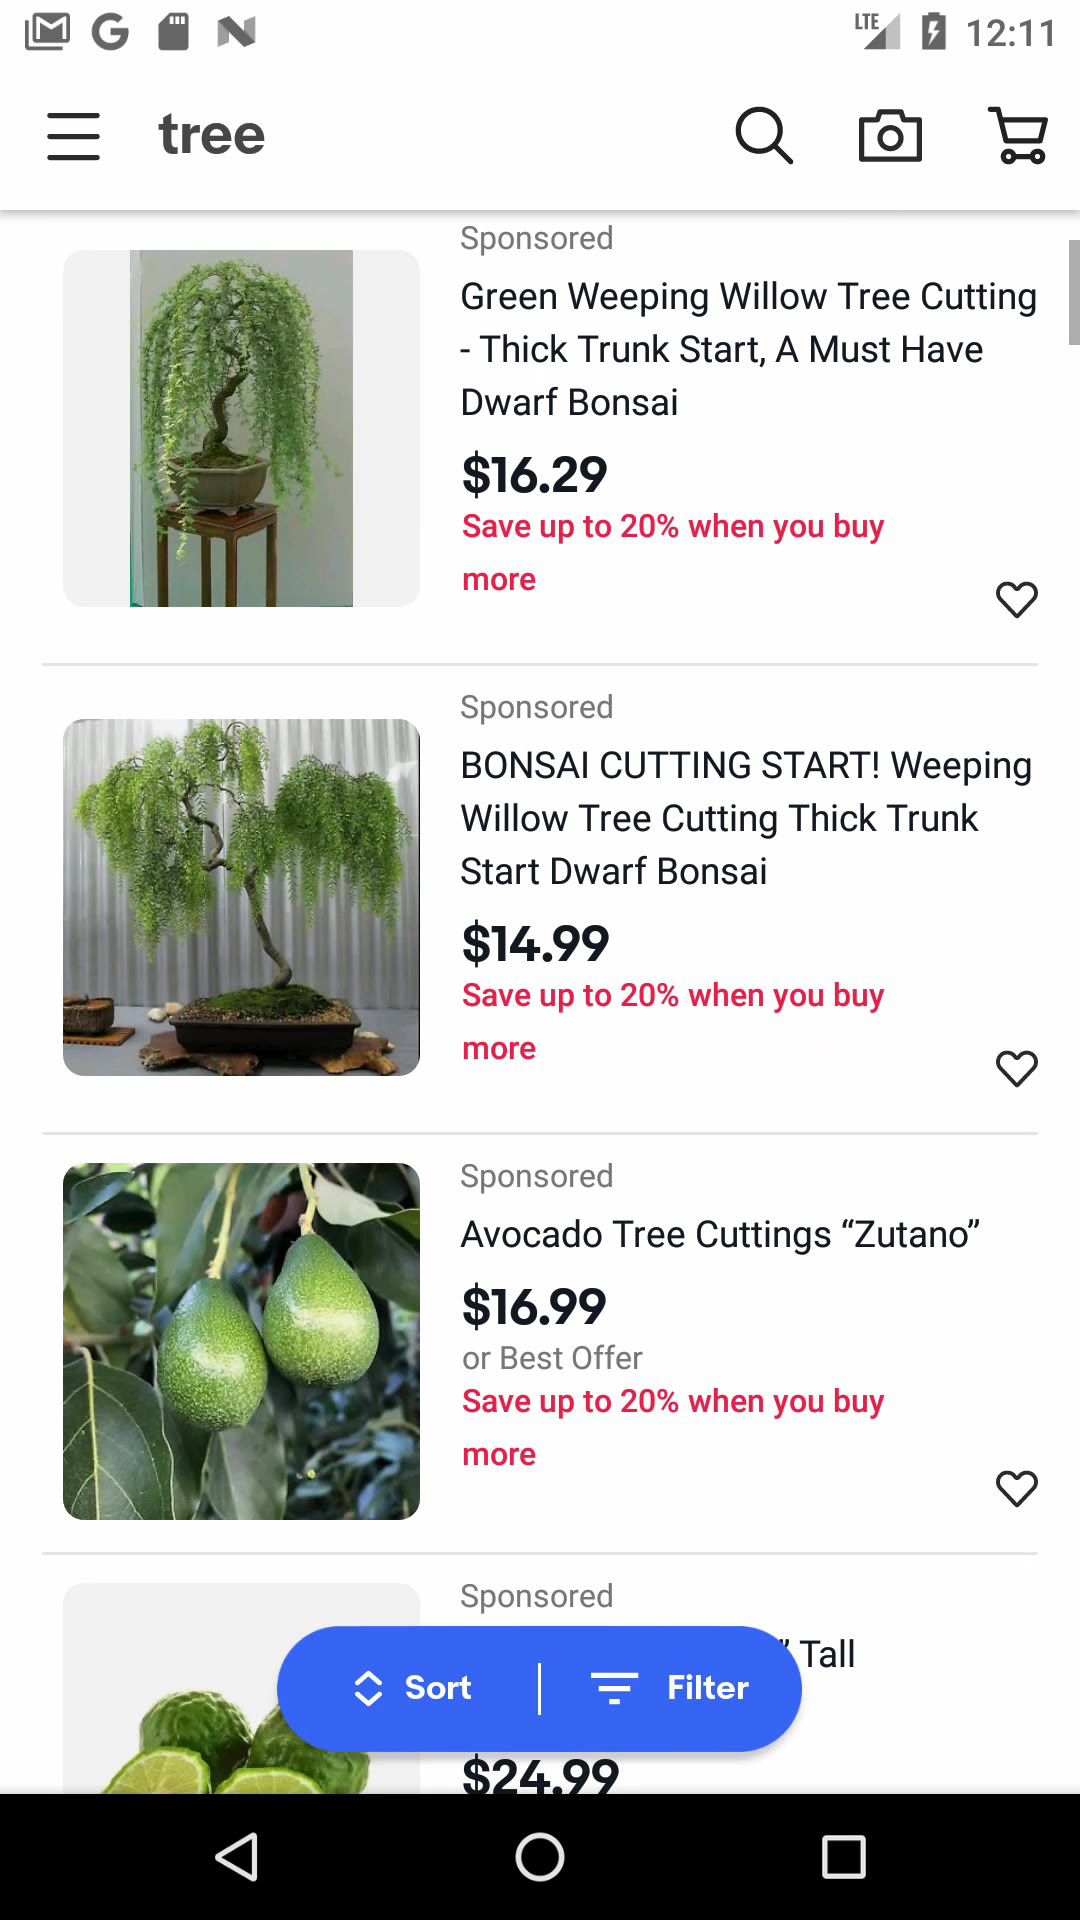 LTE 12:11
tree
Sponsored
Green Weeping Willow Tree Cutting
- Thick Trunk Start, A Must Have
Dwarf Bonsai
$16.29
Save up to 20% when you buy
more
Sponsored
BONSAI CUTTING START! Weeping
Willow Tree Cutting Thick Trunk
Start Dwarf Bonsai
$14.99
Save up to 20% when you buy
more
Sponsored
Avocado Tree Cuttings “Zutano”
$16.99
or Best Offer
Save up to 20% when you buy
more
Sponsored
” Tall
Sort
Filter
$24.99